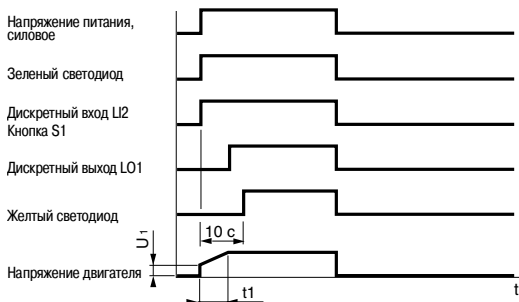 Напряжение питания,
силовое
Зеленый светодиод
Дискретный вход LI2
Кнопка S1
Дискретный выход LO1
Желтый светодиод
10 с
U1
Напряжение двигателя
t1
t